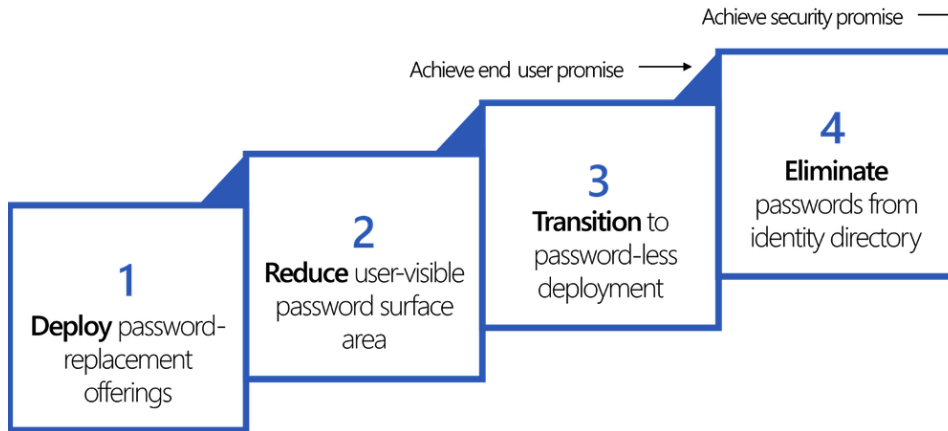 Achieve security promise
Achieve end user promise
1
Deploy password-
replacement
offerings
2
Reduce user-visible
password surface
area
3
Transition to
password-less
deployment
4
Eliminate
passwords from
identity directory